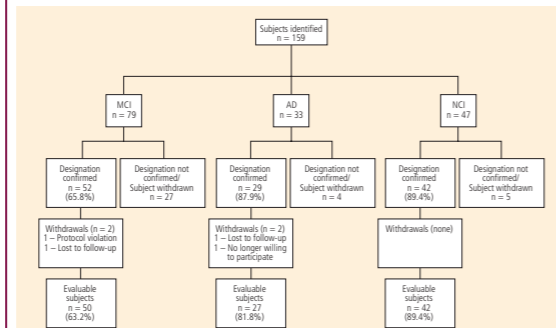 Subjects identified
n = 159
MCI
n = 79
AD
n = 33
NCI
n = 47
Designation
confirmed
n = 52
(65.8%)
Designation not
confirmed/
Subject withdrawn
n = 27
Designation
confirmed
n = 29
(87.9%)
Designation not
confirmed/
Subject withdrawn
n = 4
Designation
confirmed
n = 42
(89.4%)
Designation not
confirmed/
Subject withdrawn
n = 5
Withdrawals (n = 2)
1 – Protocol violation
1 – Lost to follow-up
Withdrawals (n = 2)
1 – Lost to follow-up
1 – No longer willing
to participate
Withdrawals (none)
Evaluable
subjects
n = 50
(63.2%)
Evaluable
subjects
n = 27
(81.8%)
Evaluable
subjects
n = 42
(89.4%)